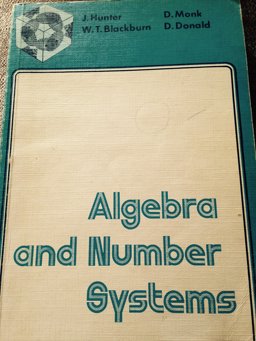 J. Hunter D. Monk
W. T. Blackburn D. Donald
Algebra
and Number
Systems